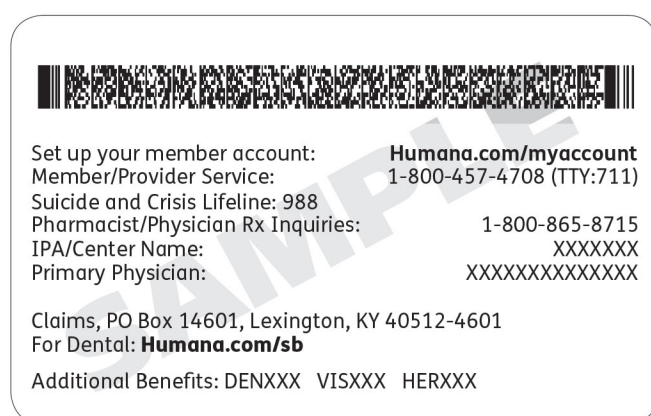 Set up your member account: Humana.com/myaccount
Member/Provider Service: 1-800-457-4708 (TTY:711)
Suicide and Crisis Lifeline: 988
Pharmacist/Physician Rx Inquiries: 1-800-865-8715
IPA/Center Name: XXXXXXX
Primary Physician: XXXXXXXXXXXXXX
Claims, PO Box 14601, Lexington, KY 40512-4601
For Dental: Humana.com/sb
Additional Benefits: DENXXX VISXXX HERXXX
SAMPLE